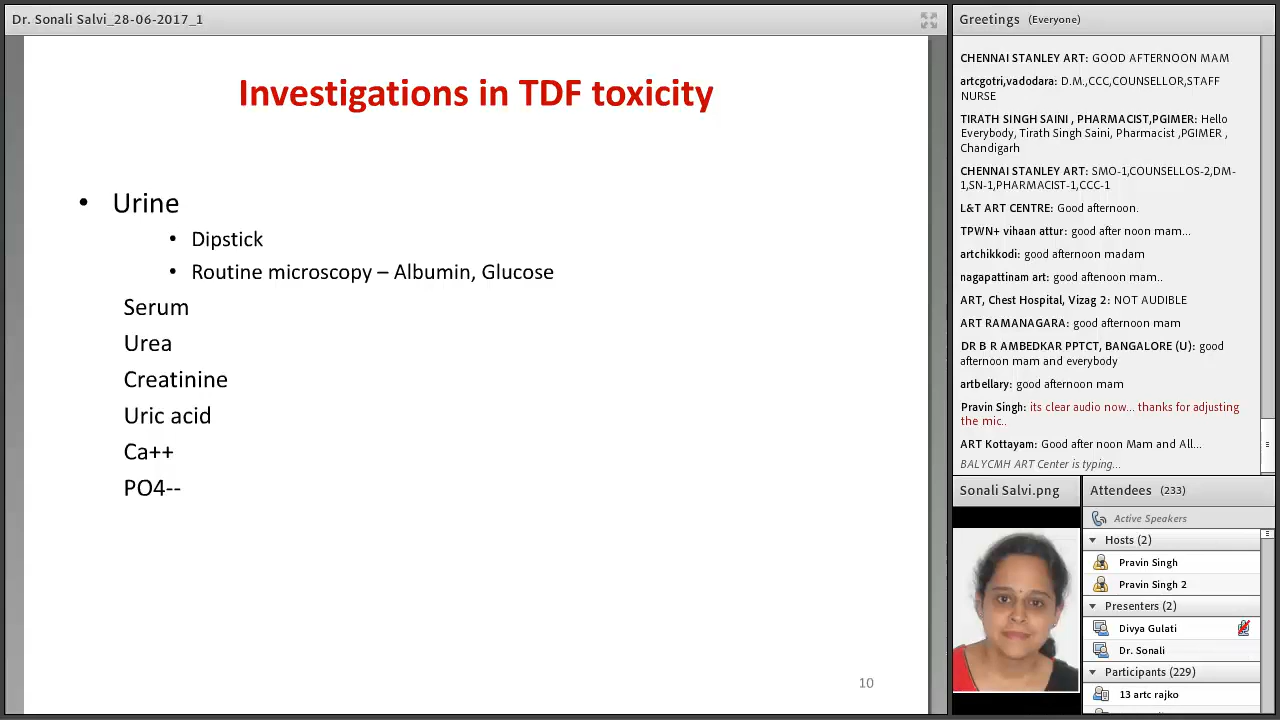 Dr. Sonali Salvi_28-06-2017_1
Investigations in TDF toxicity
• Urine
• Dipstick
• Routine microscopy – Albumin, Glucose
Serum
Urea
Creatinine
Uric acid
Ca++
PO4--
10
Greetings (Everyone)
CHENNAI STANLEY ART: GOOD AFTERNOON MAM
artcgotri,vadodara: D.M.,CCC,COUNSELLOR,STAFF
NURSE
TIRATH SINGH SAINI , PHARMACIST,PGIMER: Hello
Everybody, Tirath Singh Saini, Pharmacist ,PGIMER ,
Chandigarh
CHENNAI STANLEY ART: SMO-1,COUNSELLOS-2,DM-
1,SN-1,PHARMACIST-1,CCC-1
L&T ART CENTRE: Good afternoon.
TPWN+ vihaan attur: good after noon mam...
artchikkodi: good afternoon madam
nagapattinam art: good aftenoon mam..
ART, Chest Hospital, Vizag 2: NOT AUDIBLE
ART RAMANAGARA: good afternoon mam
DR B R AMBEDKAR PPTCT, BANGALORE (U): good
afternoon mam and everybody
artbellary: good afternoon mam
Pravin Singh: its clear audio now... thanks for adjusting
the mic..
ART Kottayam: Good after noon Mam and All...
BALYCMH ART Center is typing...
Sonali Salvi.png
Attendees (233)
Active Speakers
Hosts (2)
Pravin Singh
Pravin Singh 2
Presenters (2)
Divya Gulati
Dr. Sonali
Participants (229)
13 artc rajko